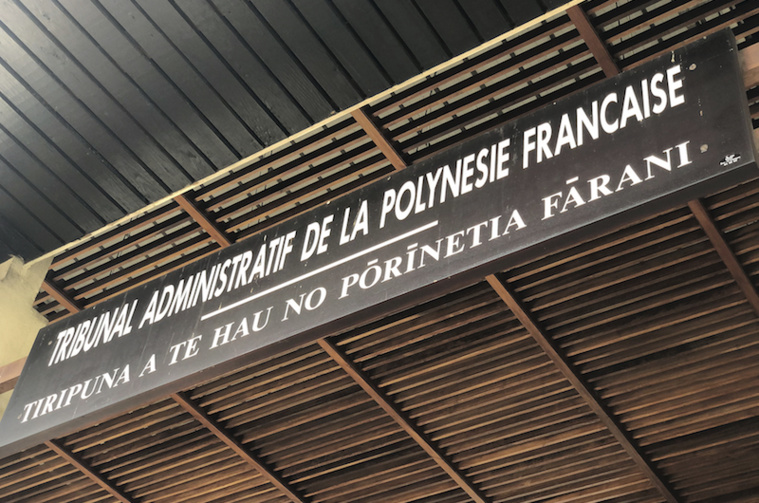 TRIBUNAL ADMINISTRATIF DE LA POLYNESIE FRANCAISE
TIRIPUNA A TE HAU NO PŌRĪNETIA FĀRANI